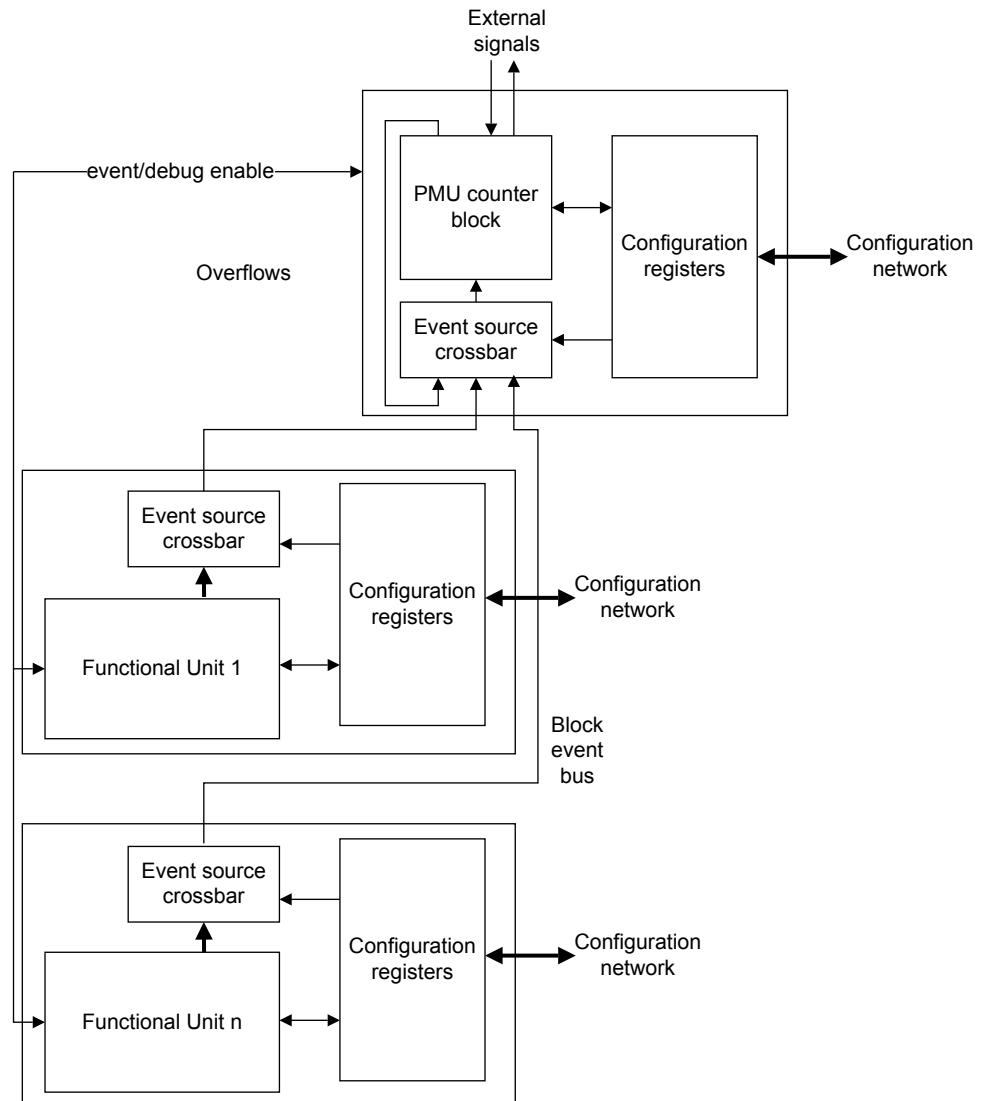 External
signals
event/debug enable
PMU counter
block
Configuration
registers
Configuration
network
Overflows
Event source
crossbar
Event source
crossbar
Configuration
registers
Configuration
network
Functional Unit 1
Block
event
bus
Event source
crossbar
Configuration
registers
Configuration
network
Functional Unit n